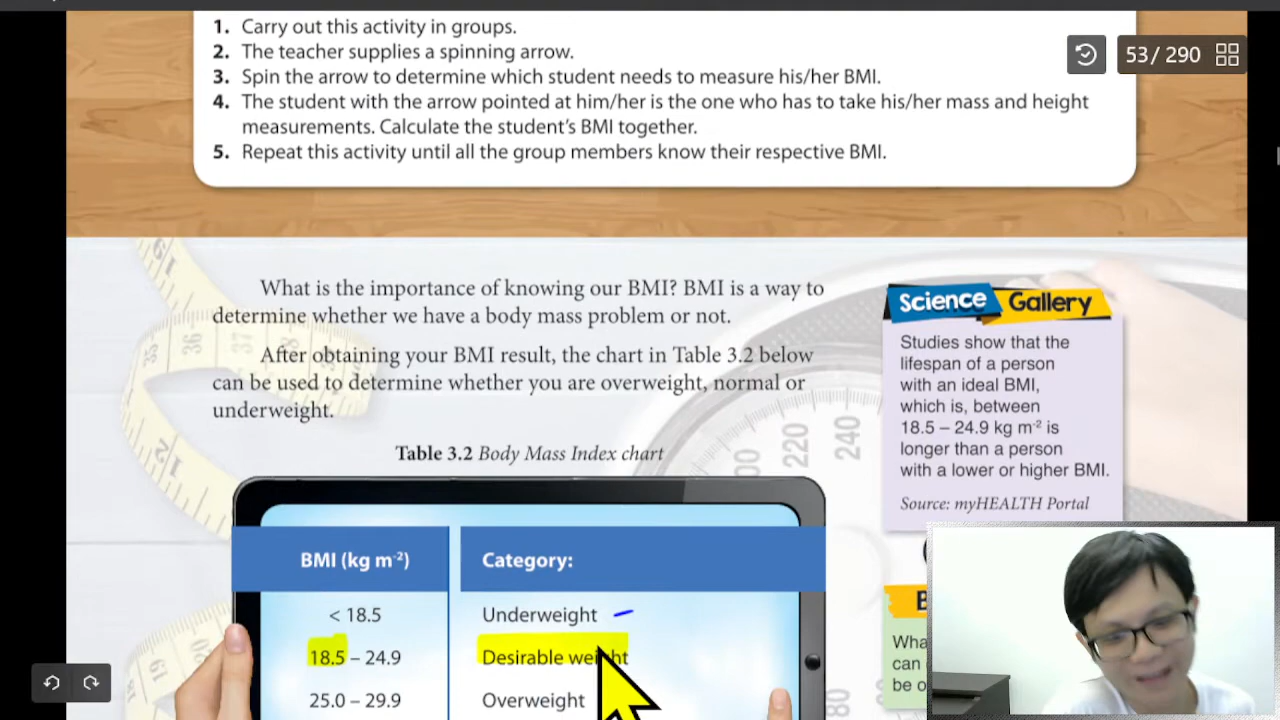 1. Carry out this activity in groups.
2. The teacher supplies a spinning arrow.
3. Spin the arrow to determine which student needs to measure his/her BMI.
4. The student with the arrow pointed at him/her is the one who has to take his/her mass and height
measurements. Calculate the student's BMI together.
5. Repeat this activity until all the group members know their respective BMI.
53/ 290
What is the importance of knowing our BMI? BMI is a way to
determine whether we have a body mass problem or not.
After obtaining your BMI result, the chart in Table 3.2 below
can be used to determine whether you are overweight, normal or
underweight.
Table 3.2 Body Mass Index chart
BMI (kg m⁻²) Category:
< 18.5 Underweight
18.5 – 24.9 Desirable weight
25.0 – 29.9 Overweight
Science Gallery
Studies show that the
lifespan of a person
with an ideal BMI,
which is, between
18.5 – 24.9 kg m⁻² is
longer than a person
with a lower or higher BMI.
Source: myHEALTH Portal
can
220
240